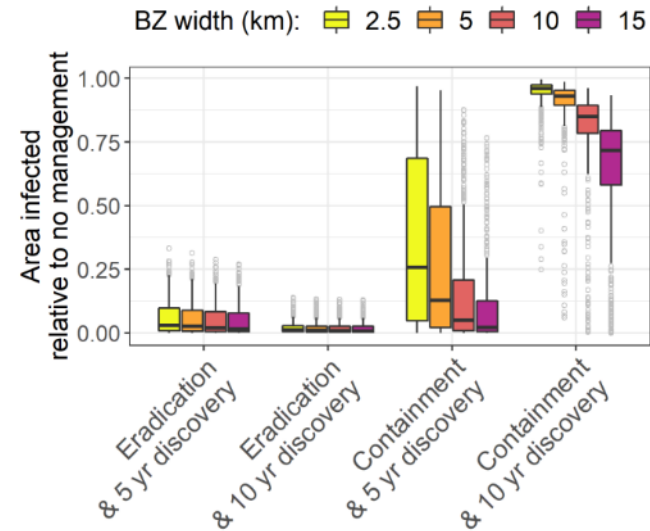 BZ width (km): 2.5 5 10 15
Area infected
relative to no management
1.00
0.75
0.50
0.25
0.00
Eradication
& 5 yr discovery
Eradication
& 10 yr discovery
Containment
& 5 yr discovery
Containment
& 10 yr discovery